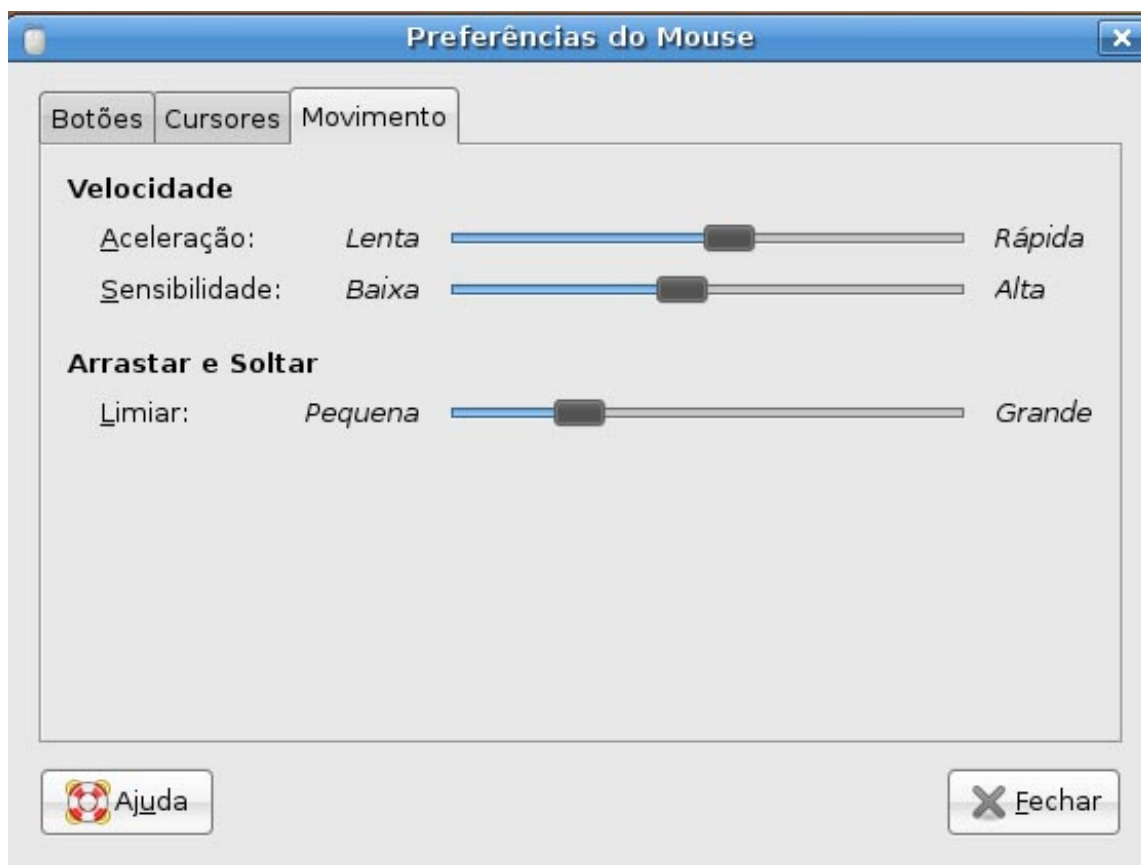 Preferências do Mouse
Botões Cursores Movimento
Velocidade
Aceleração: Lenta Rápida
Sensibilidade: Baixa Alta
Arrastar e Soltar
Limiar: Pequena Grande
Ajuda Fechar